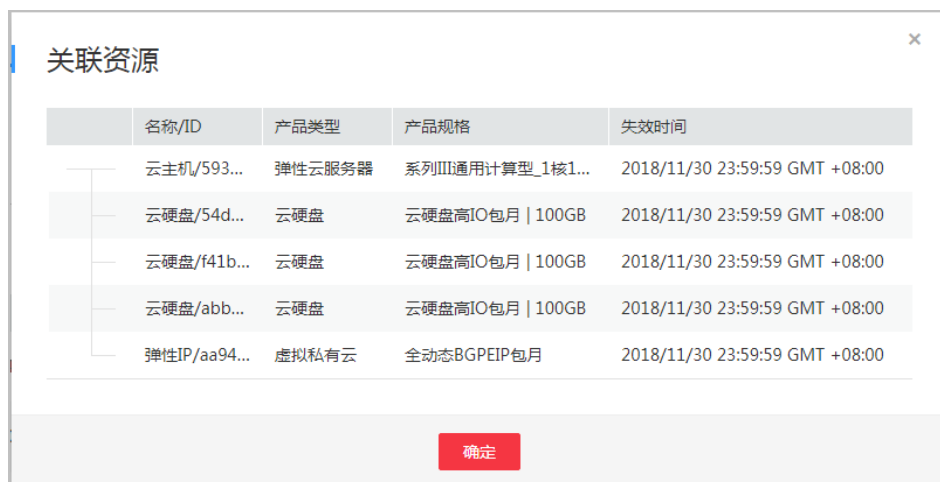 关联资源
×
名称/ID 产品类型 产品规格 失效时间
云主机/593... 弹性云服务器 系列III通用计算型_1核1... 2018/11/30 23:59:59 GMT +08:00
云硬盘/54d... 云硬盘 云硬盘高IO包月 | 100GB 2018/11/30 23:59:59 GMT +08:00
云硬盘/f41b... 云硬盘 云硬盘高IO包月 | 100GB 2018/11/30 23:59:59 GMT +08:00
云硬盘/abb... 云硬盘 云硬盘高IO包月 | 100GB 2018/11/30 23:59:59 GMT +08:00
弹性IP/aa94... 虚拟私有云 全动态BGPEIP包月 2018/11/30 23:59:59 GMT +08:00
确定